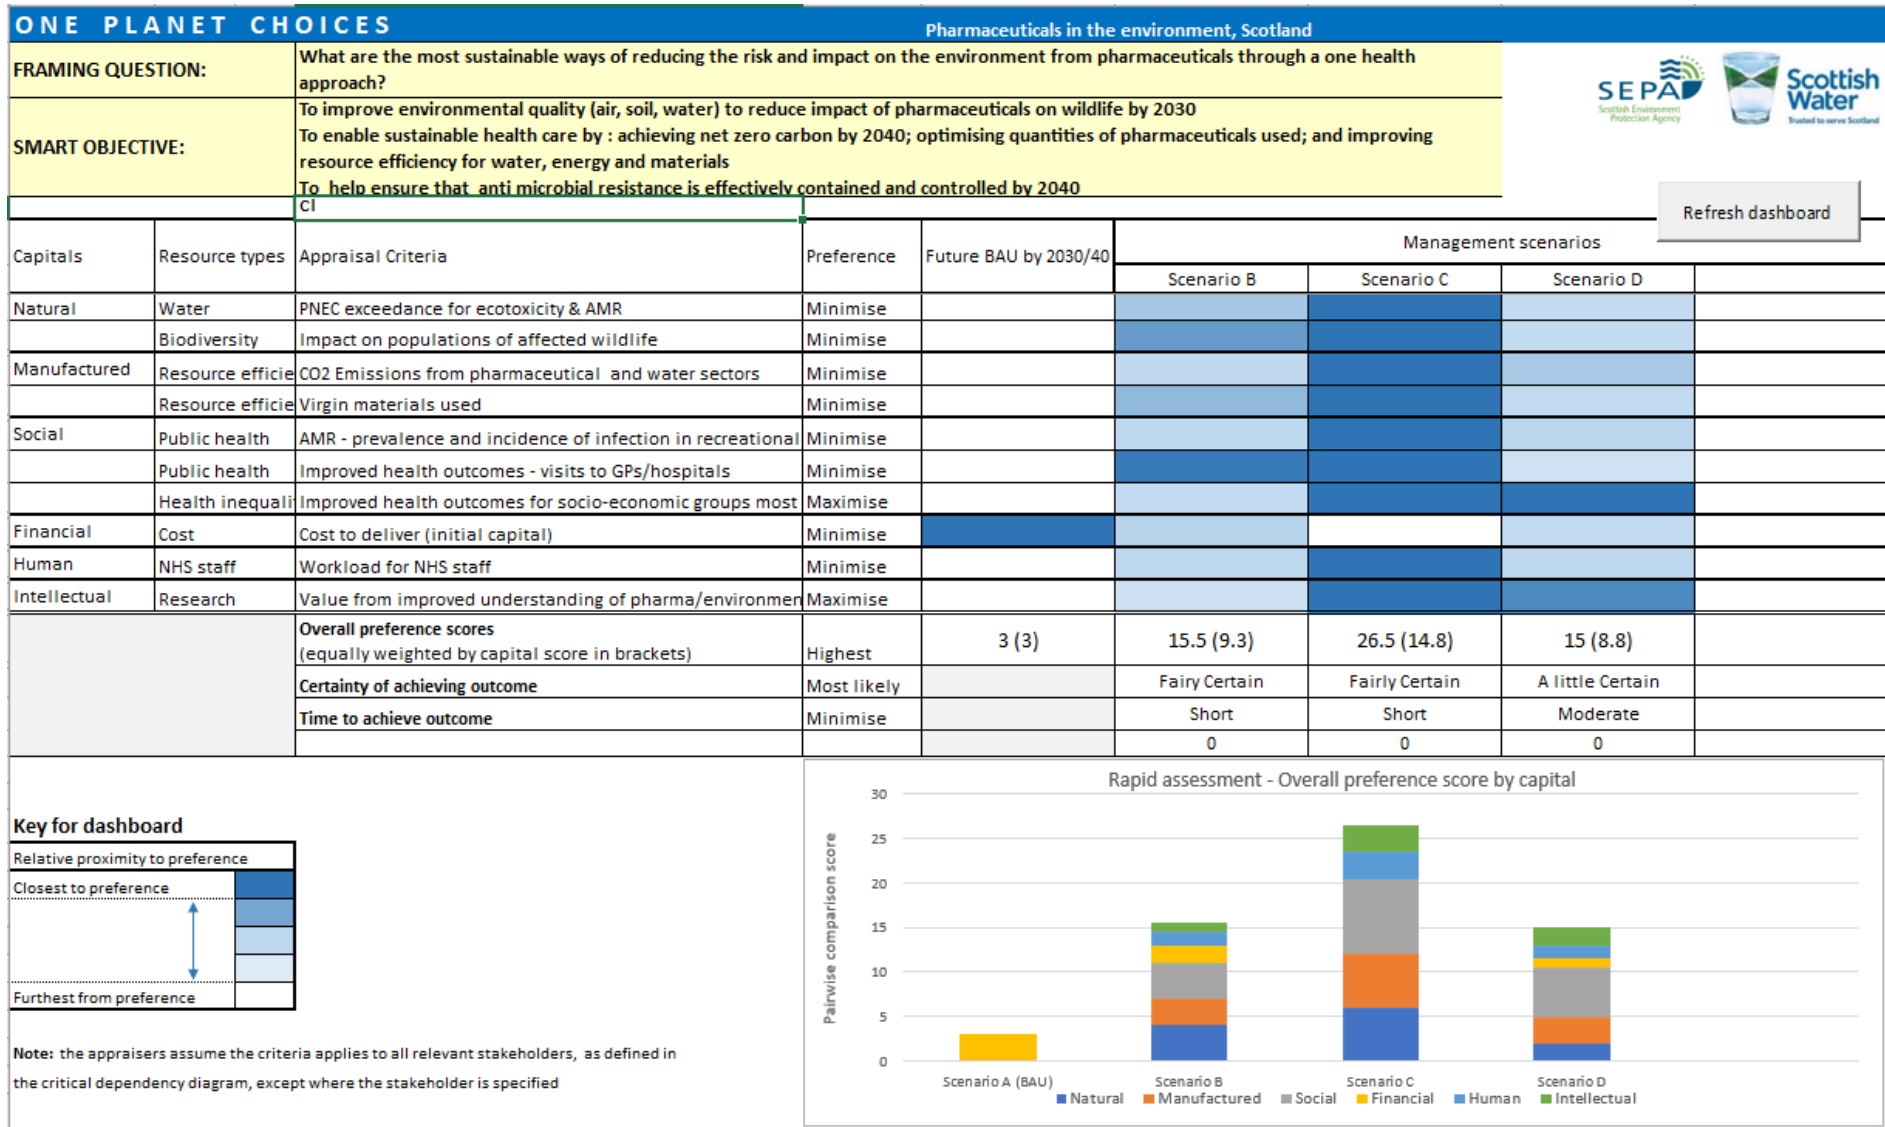 ONE PLANET CHOICES
Pharmaceuticals in the environment, Scotland
FRAMING QUESTION:
What are the most sustainable ways of reducing the risk and impact on the environment from pharmaceuticals through a one health
approach?
SMART OBJECTIVE:
To improve environmental quality (air, soil, water) to reduce impact of pharmaceuticals on wildlife by 2030
To enable sustainable health care by : achieving net zero carbon by 2040; optimising quantities of pharmaceuticals used; and improving
resource efficiency for water, energy and materials
To help ensure that anti microbial resistance is effectively contained and controlled by 2040
SEPA
Scottish Environment
Protection Agency
Scottish
Water
Trusted to serve Scotland
Cl
Refresh dashboard
Capitals Resource types Appraisal Criteria Preference Future BAU by 2030/40 Management scenarios
Scenario B Scenario C Scenario D
Natural Water PNEC exceedance for ecotoxicity & AMR Minimise
Biodiversity Impact on populations of affected wildlife Minimise
Manufactured Resource efficie CO2 Emissions from pharmaceutical and water sectors Minimise
Resource efficie Virgin materials used Minimise
Social Public health AMR - prevalence and incidence of infection in recreational Minimise
Public health Improved health outcomes - visits to GPs/hospitals Minimise
Health inequali Improved health outcomes for socio-economic groups most Maximise
Financial Cost Cost to deliver (initial capital) Minimise
Human NHS staff Workload for NHS staff Minimise
Intellectual Research Value from improved understanding of pharma/environmen Maximise
Overall preference scores
(equally weighted by capital score in brackets) Highest 3 (3) 15.5 (9.3) 26.5 (14.8) 15 (8.8)
Certainty of achieving outcome Most likely Fairy Certain Fairly Certain A little Certain
Time to achieve outcome Minimise Short Short Moderate
0 0 0
Key for dashboard
Relative proximity to preference
Closest to preference
Furthest from preference
Note: the appraisers assume the criteria applies to all relevant stakeholders, as defined in
the critical dependency diagram, except where the stakeholder is specified
Rapid assessment - Overall preference score by capital
Pairwise comparison score
30
25
20
15
10
5
0
Scenario A (BAU) Scenario B Scenario C Scenario D
Natural Manufactured Social Financial Human Intellectual